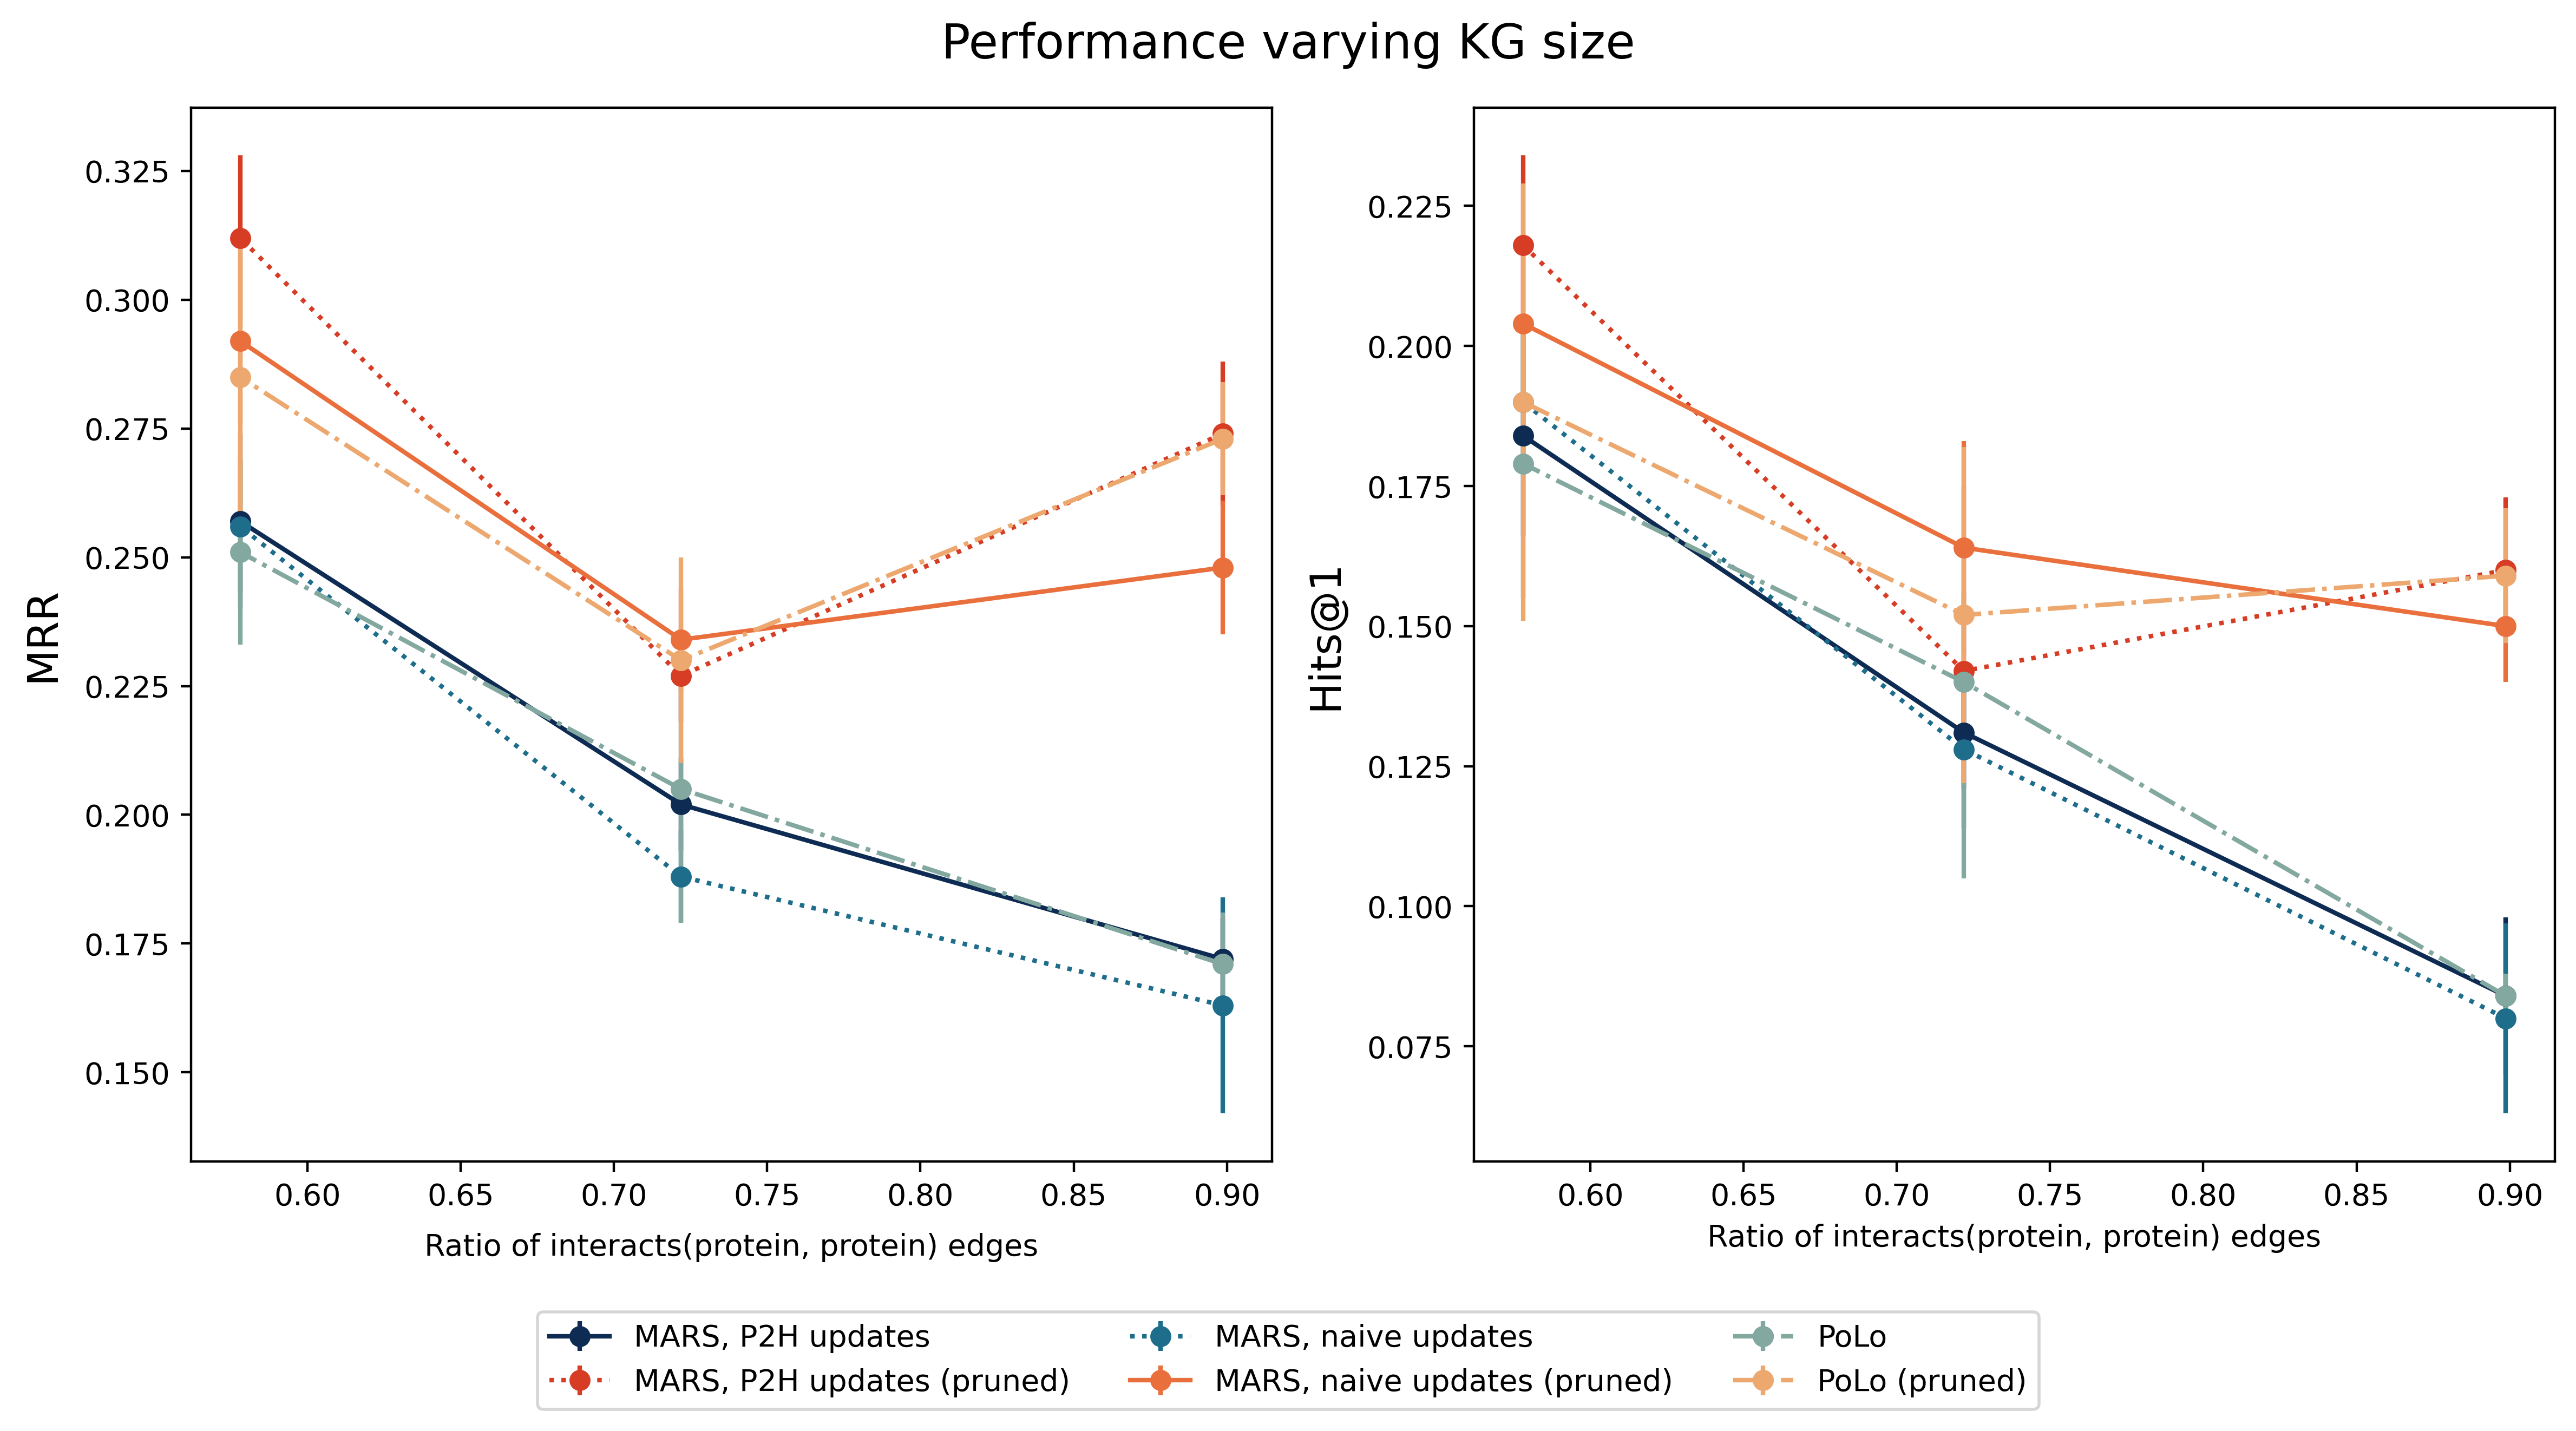 Performance varying KG size
MRR
0.325
0.300
0.275
0.250
0.225
0.200
0.175
0.150
0.60 0.65 0.70 0.75 0.80 0.85 0.90
Ratio of interacts(protein, protein) edges
Hits@1
0.225
0.200
0.175
0.150
0.125
0.100
0.075
0.60 0.65 0.70 0.75 0.80 0.85 0.90
Ratio of interacts(protein, protein) edges
MARS, P2H updates MARS, naive updates PoLo
MARS, P2H updates (pruned) MARS, naive updates (pruned) PoLo (pruned)